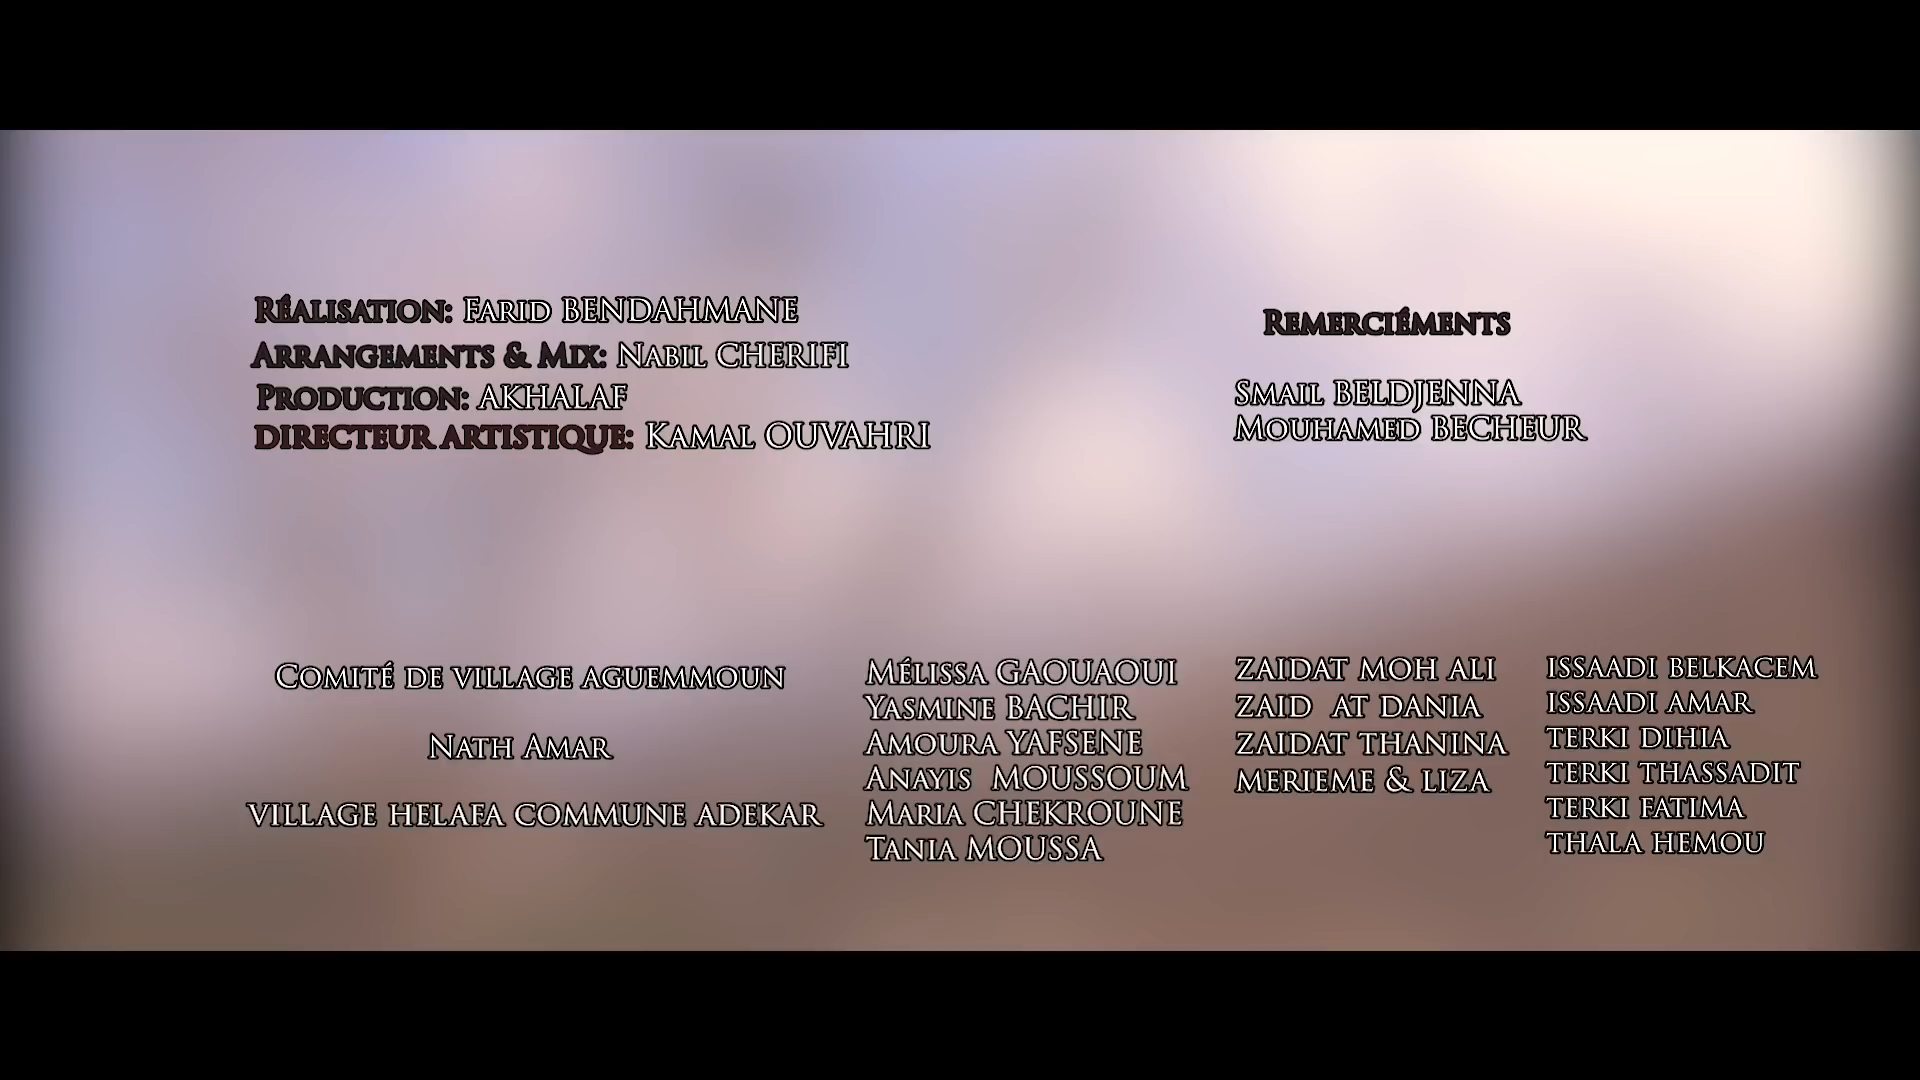 Réalisation: Farid BENDAHMANE
Arrangements & Mix: Nabil CHERIFI
Production: AKHALAF
DIRECTEUR ARTISTIQUE: Kamal OUVAHRI
Remerciéments
Smail BELDJENNA
Mouhamed BECHEUR
Comité de village aguemmoun
Nath Amar
VILLAGE HELAFA COMMUNE ADEKAR
Mélissa GAOUAOUI
Yasmine BACHIR
Amoura YAFSENE
Anayis  MOUSSOUM
Maria CHEKROUNE
Tania MOUSSA
ZAIDAT MOH ALI
ZAID  AT DANIA
ZAIDAT THANINA
MERIEME & LIZA
ISSAADI BELKACEM
ISSAADI AMAR
TERKI DIHIA
TERKI THASSADIT
TERKI FATIMA
THALA HEMOU